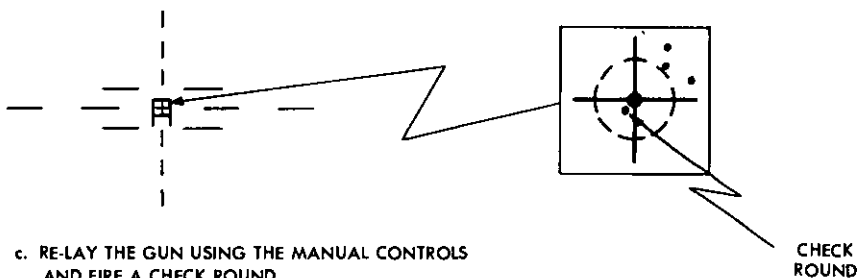 c. RE-LAY THE GUN USING THE MANUAL CONTROLS
AND FIRE A CHECK ROUND
CHECK
ROUND